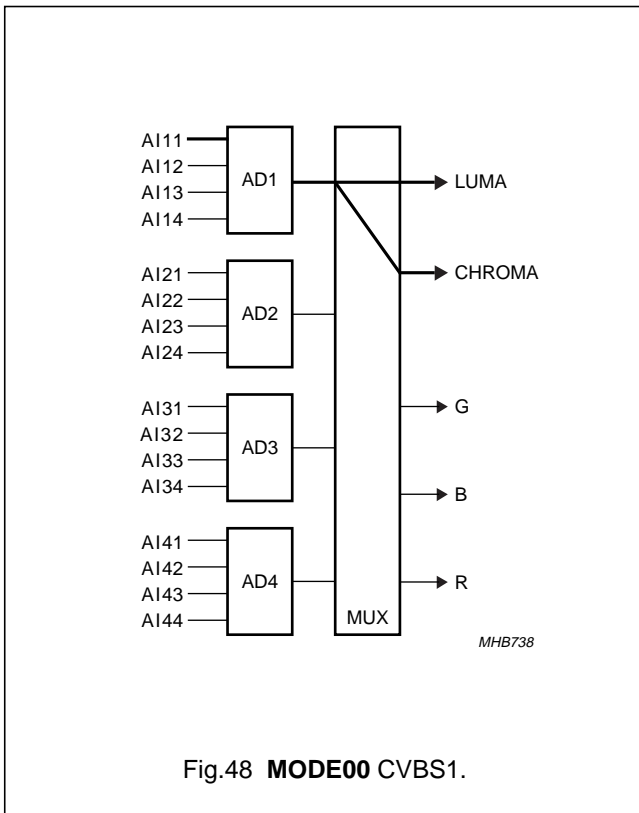 AI11
AI12
AI13
AI14
AD1
LUMA
CHROMA
AI21
AI22
AI23
AI24
AD2
AI31
AI32
AI33
AI34
AD3
G
B
AI41
AI42
AI43
AI44
AD4
R
MUX
MHB738
Fig.48 MODE00 CVBS1.